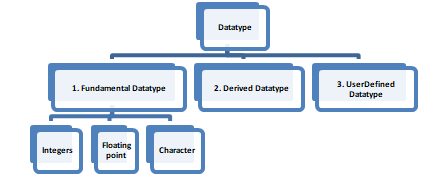 Datatype
1. Fundamental Datatype
2. Derived Datatype
3. UserDefined
Datatype
Integers
Floating
point
Character